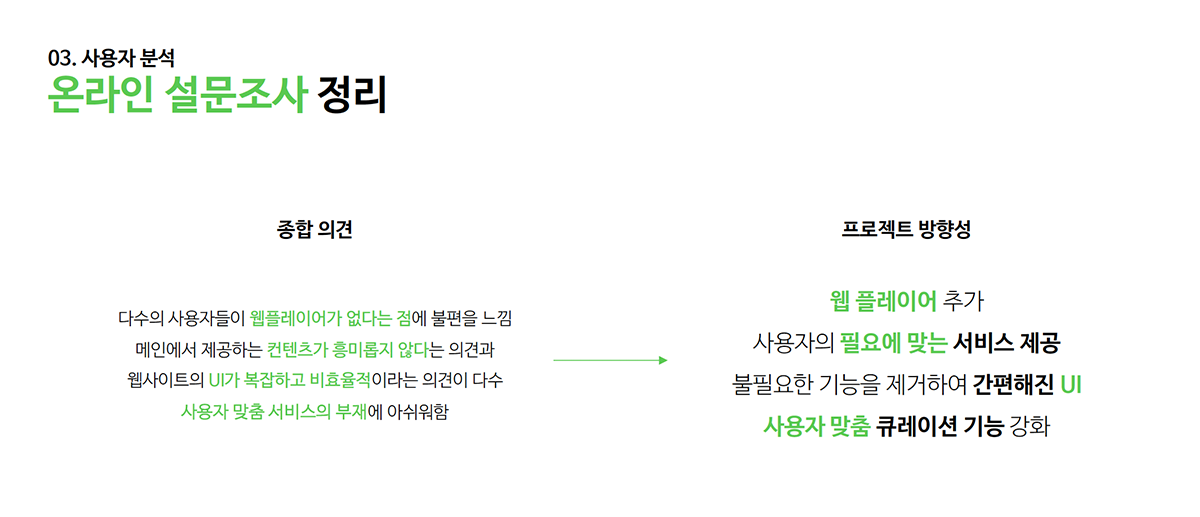 03. 사용자 분석
온라인 설문조사 정리
종합 의견
다수의 사용자들이 웹플레이어가 없다는 점에 불편을 느낌
메인에서 제공하는 컨텐츠가 흥미롭지 않다는 의견과
웹사이트의 UI가 복잡하고 비효율적이라는 의견이 다수
사용자 맞춤 서비스의 부재에 아쉬워함
프로젝트 방향성
웹 플레이어 추가
사용자의 필요에 맞는 서비스 제공
불필요한 기능을 제거하여 간편해진 UI
사용자 맞춤 큐레이션 기능 강화